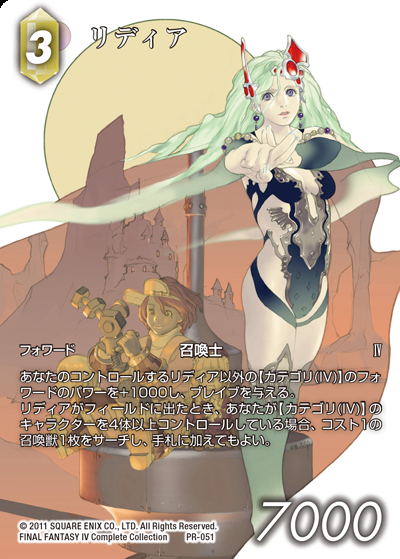 3
リディア
フォワード 召喚士 Ⅳ
あなたのコントロールするリディア以外の【カテゴリ(Ⅳ)】のフォ
ワードのパワーを+1000し、ブレイブを与える。
リディアがフィールドに出たとき、あなたが【カテゴリ(Ⅳ)】の
キャラクターを4体以上コントロールしている場合、コスト1の
召喚獣1枚をサーチし、手札に加えてもよい。
© 2011 SQUARE ENIX CO., LTD. All Rights Reserved.
FINAL FANTASY IV Complete Collection PR-051
7000